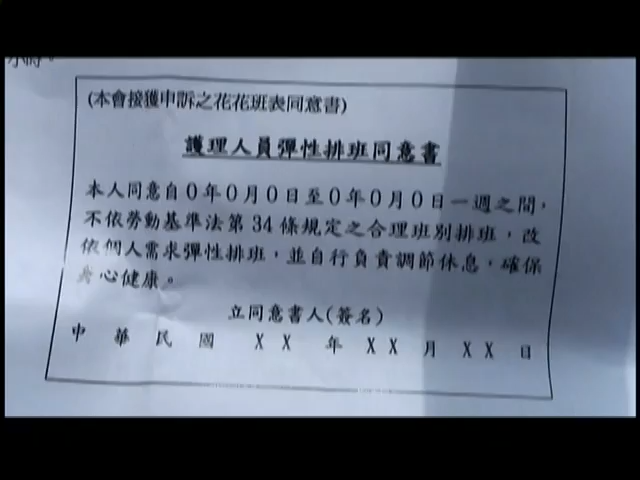 (本會接獲申訴之花花班表同意書)
護理人員彈性排班同意書
本人同意自0年0月0日至0年0月0日一週之間，
不依勞動基準法第34條規定之合理班別排班，改
依個人需求彈性排班，並自行負責調節休息，確保
身心健康。
立同意書人(簽名)
中 華 民 國 X X 年 X X 月 X X 日